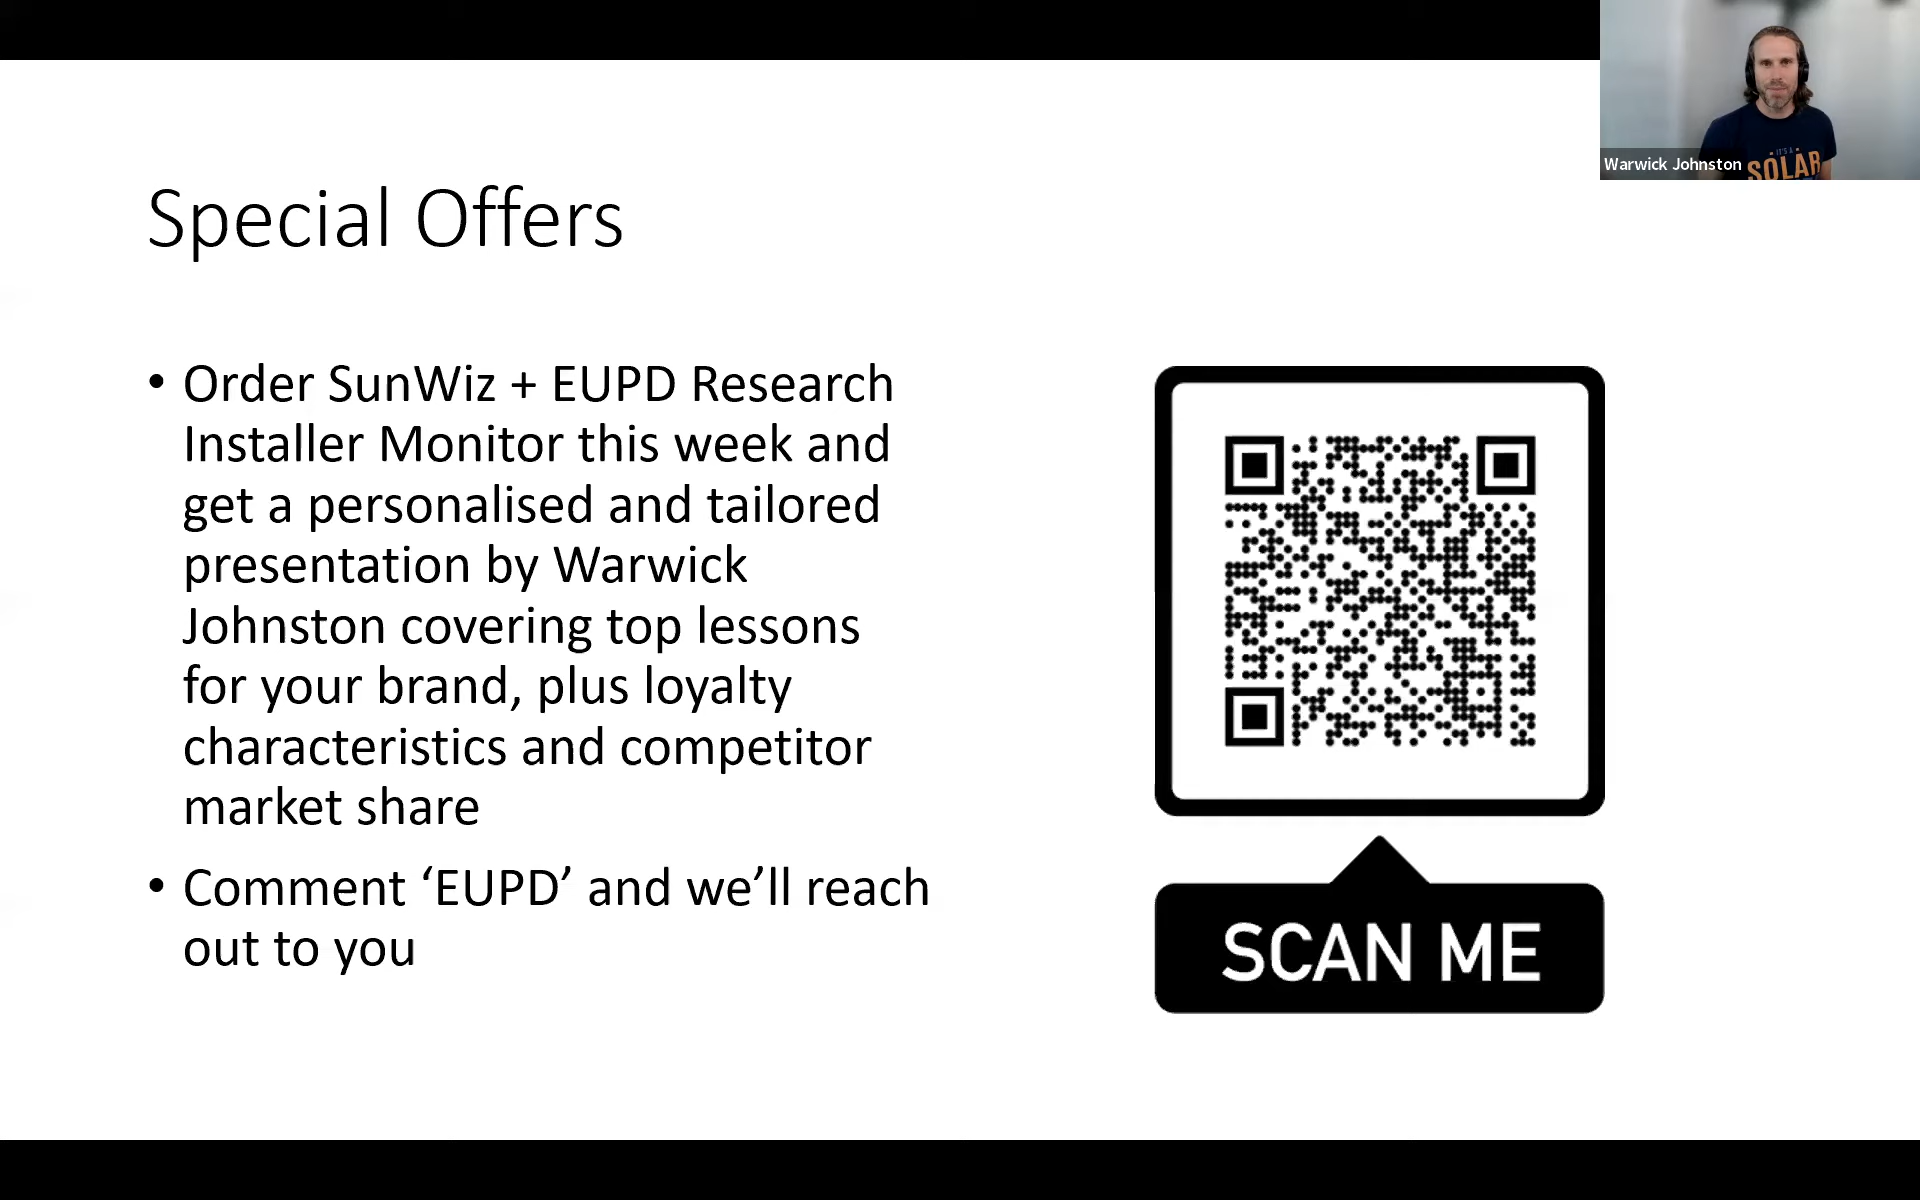 Warwick Johnston
IT'S A
SOLAR
Special Offers
• Order SunWiz + EUPD Research
Installer Monitor this week and
get a personalised and tailored
presentation by Warwick
Johnston covering top lessons
for your brand, plus loyalty
characteristics and competitor
market share
• Comment ‘EUPD’ and we’ll reach
out to you
SCAN ME